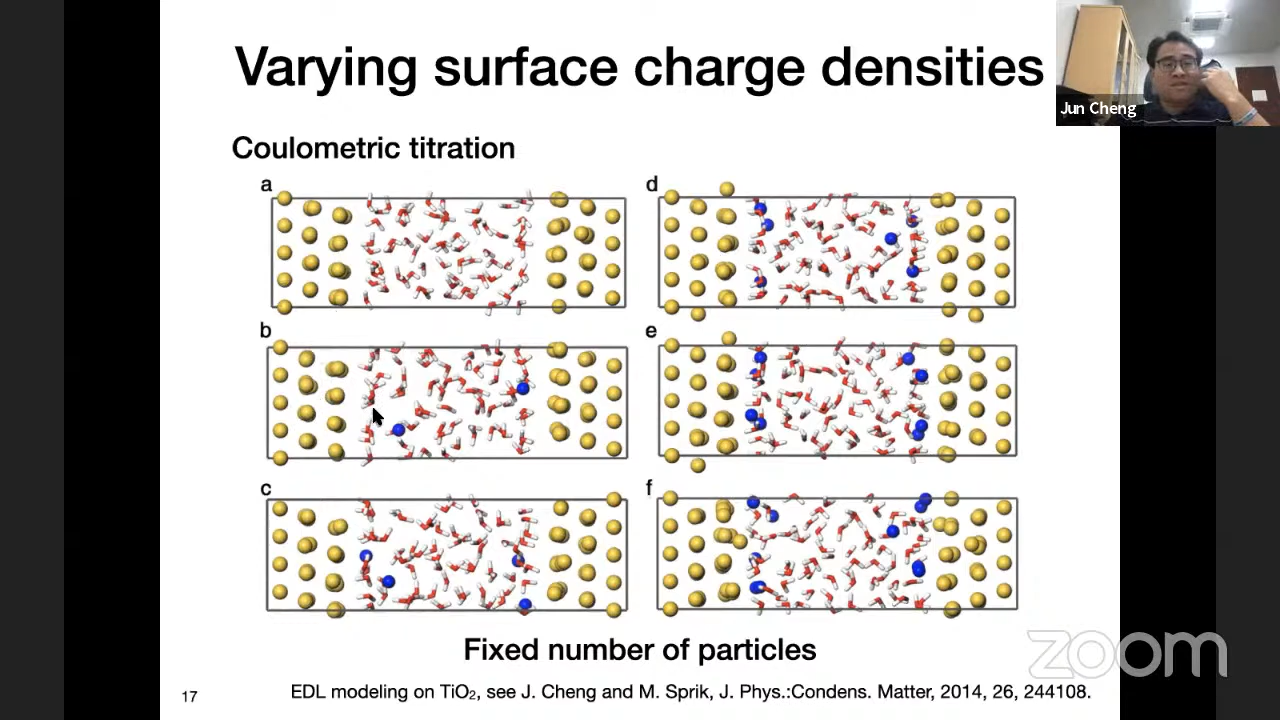 Varying surface charge densities
Jun Cheng
Coulometric titration
a
d
b
e
c
f
Fixed number of particles
zoom
17
EDL modeling on TiO₂, see J. Cheng and M. Sprik, J. Phys.:Condens. Matter, 2014, 26, 244108.